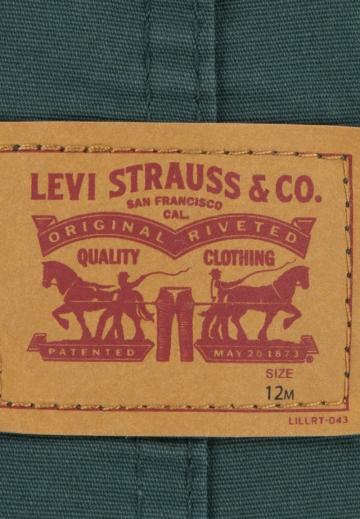 LEVI STRAUSS & CO.
SAN FRANCISCO
CAL.
ORIGINAL RIVETED
QUALITY CLOTHING
PATENTED MAY 20 1873 ®
SIZE
12M
LILLRT-043